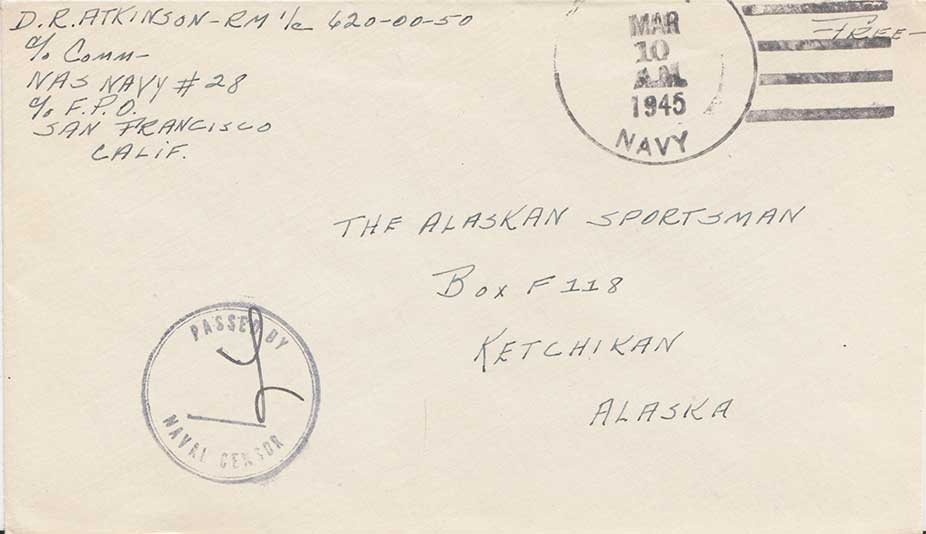 D.R. ATKINSON - RM 1/c 620-00-50
c/o Comm-
NAS NAVY # 28
c/o F.P.O.
SAN FRANCISCO
CALIF.
MAR
10
A.M.
1945
NAVY
FREE-
THE ALASKAN SPORTSMAN
BOX F 118
KETCHIKAN
ALASKA
PASSED BY
NAVAL CENSOR